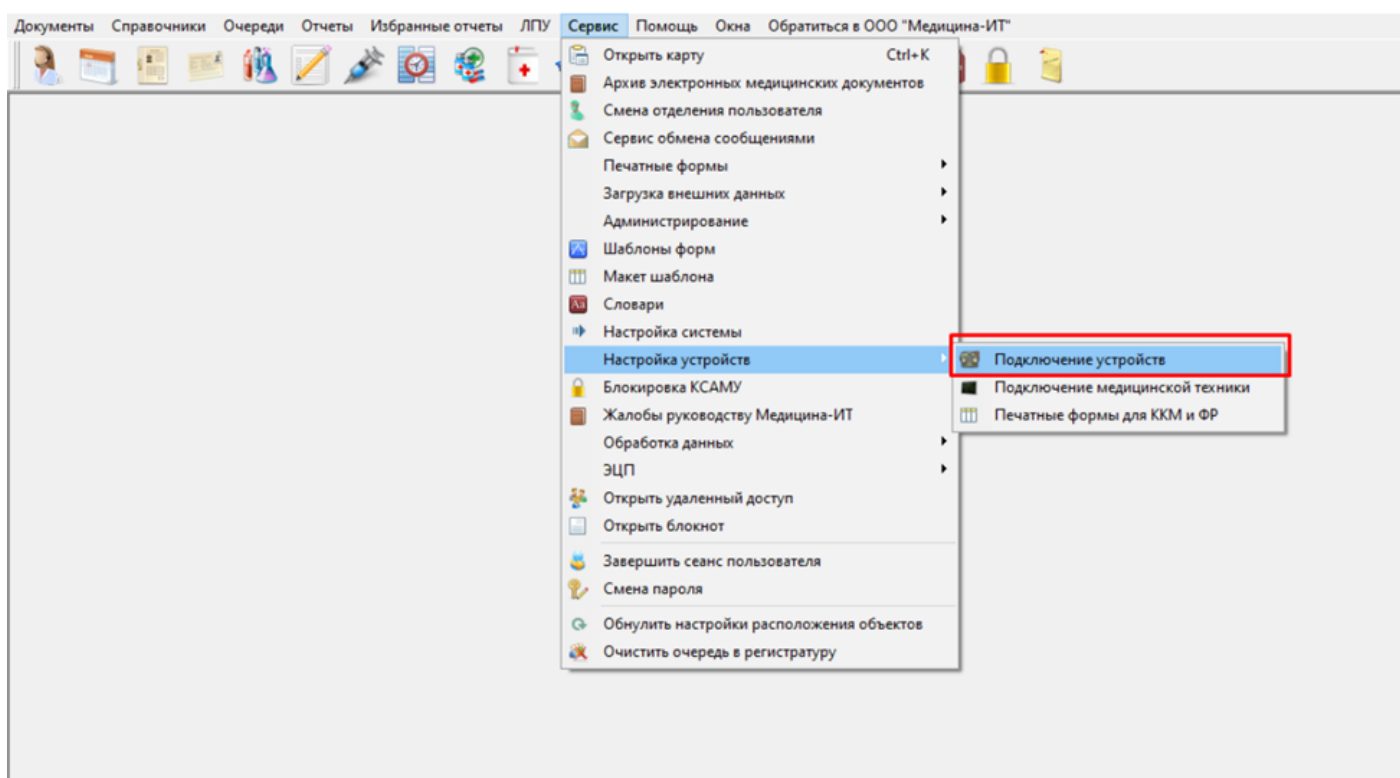 Документы Справочники Очереди Отчеты Избранные отчеты ЛПУ Сервис Помощь Окна Обратиться в ООО "Медицина-ИТ"
Открыть карту Ctrl+K
Архив электронных медицинских документов
Смена отделения пользователя
Сервис обмена сообщениями
Печатные формы
Загрузка внешних данных
Администрирование
Шаблоны форм
Макет шаблона
Aa Словари
Настройка системы
Настройка устройств
Подключение устройств
Блокировка КСАМУ
Подключение медицинской техники
Жалобы руководству Медицина-ИТ
Печатные формы для ККМ и ФР
Обработка данных
ЭЦП
Открыть удаленный доступ
Открыть блокнот
Завершить сеанс пользователя
Смена пароля
Обнулить настройки расположения объектов
Очистить очередь в регистратуру